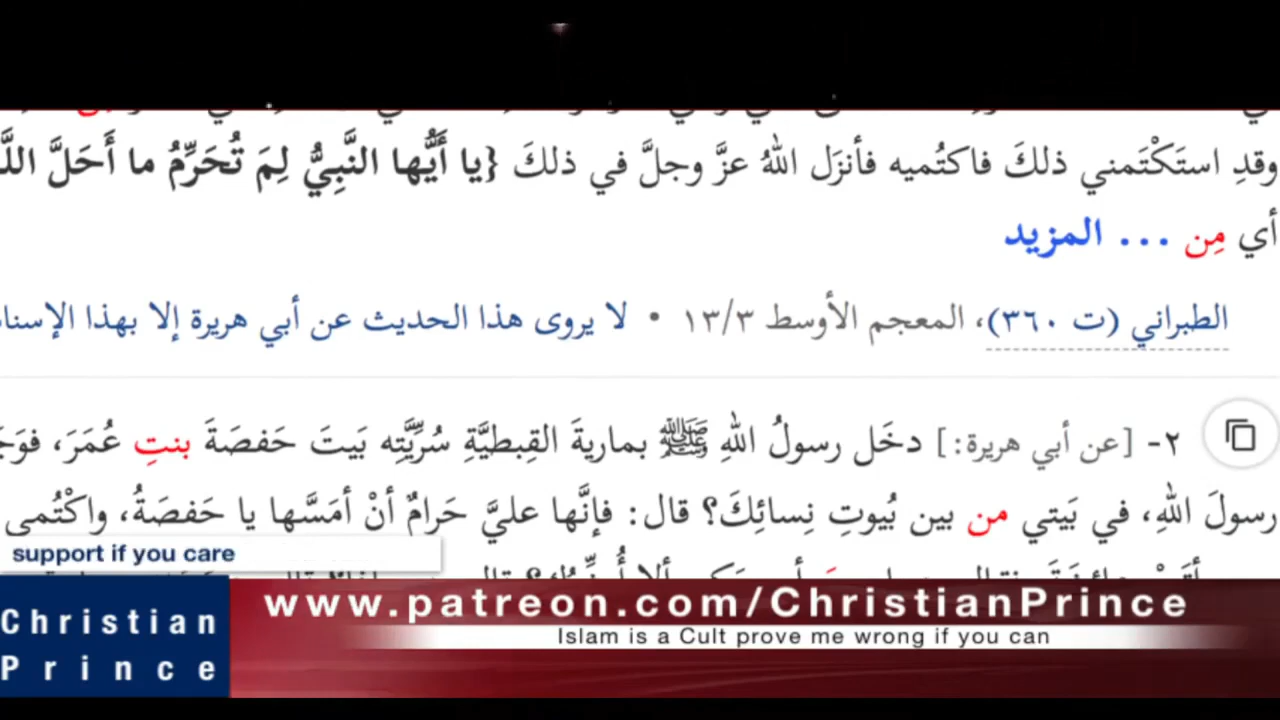 وقدِ استَكْتَمني ذلكَ فاكتُميه فأنزَل اللهُ عزَّ وجلَّ في ذلكَ {يا أَيُّها النَّبِيُّ لِمَ تُحَرِّمُ ما أَحَلَّ
أي مِن ... المزيد
الطبراني (ت ٣٦٠)، المعجم الأوسط ١٣/٣ • لا يروى هذا الحديث عن أبي هريرة إلا بهذا
٢- [عن أبي هريرة:] دخَل رسولُ اللهِ ﷺ بماريةَ القِبطيَّةِ سُرِّيَّتِه بَيتَ حَفصَةَ بنتِ عُمَرَ،
رسولَ اللهِ، في بَيتي من بين بُيوتِ نِسائِكَ؟ قال: فإنَّها عليَّ حَرامٌ أنْ أمَسَّها يا حَفصَةُ، واكْتُمي
support if you care
Christian
Prince
www.patreon.com/ChristianPrince
Islam is a Cult prove me wrong if you can